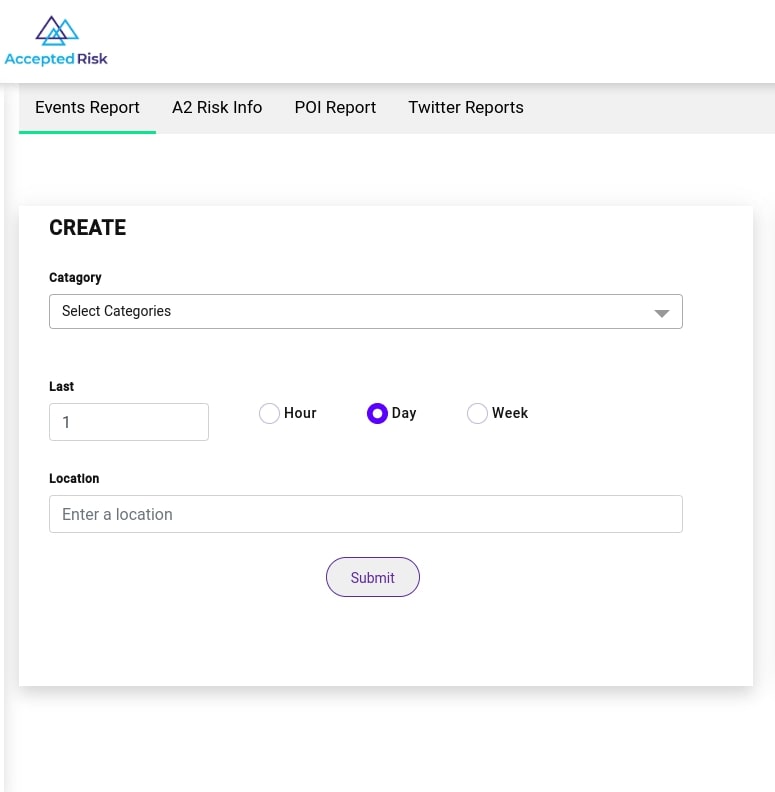 Accepted Risk
Events Report A2 Risk Info POI Report Twitter Reports
CREATE
Catagory
Select Categories
Last
1 Hour Day Week
Location
Enter a location
Submit